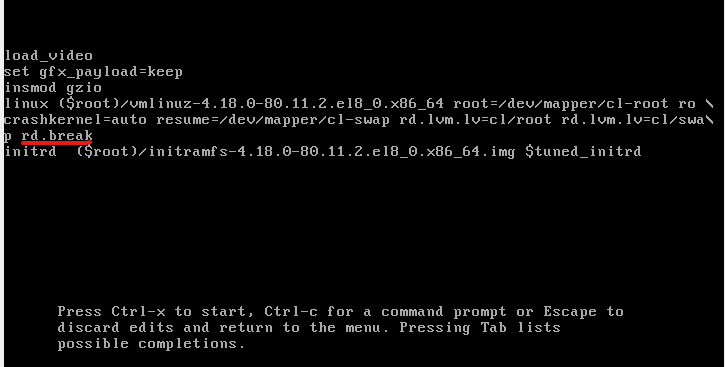 load_video
set gfx_payload=keep
insmod gzio
linux ($root)/vmlinuz-4.18.0-80.11.2.el8_0.x86_64 root=/dev/mapper/cl-root ro \
crashkernel=auto resume=/dev/mapper/cl-swap rd.lvm.lv=cl/root rd.lvm.lv=cl/swa\
p rd.break
initrd  ($root)/initramfs-4.18.0-80.11.2.el8_0.x86_64.img $tuned_initrd
Press Ctrl-x to start, Ctrl-c for a command prompt or Escape to
discard edits and return to the menu. Pressing Tab lists
possible completions.